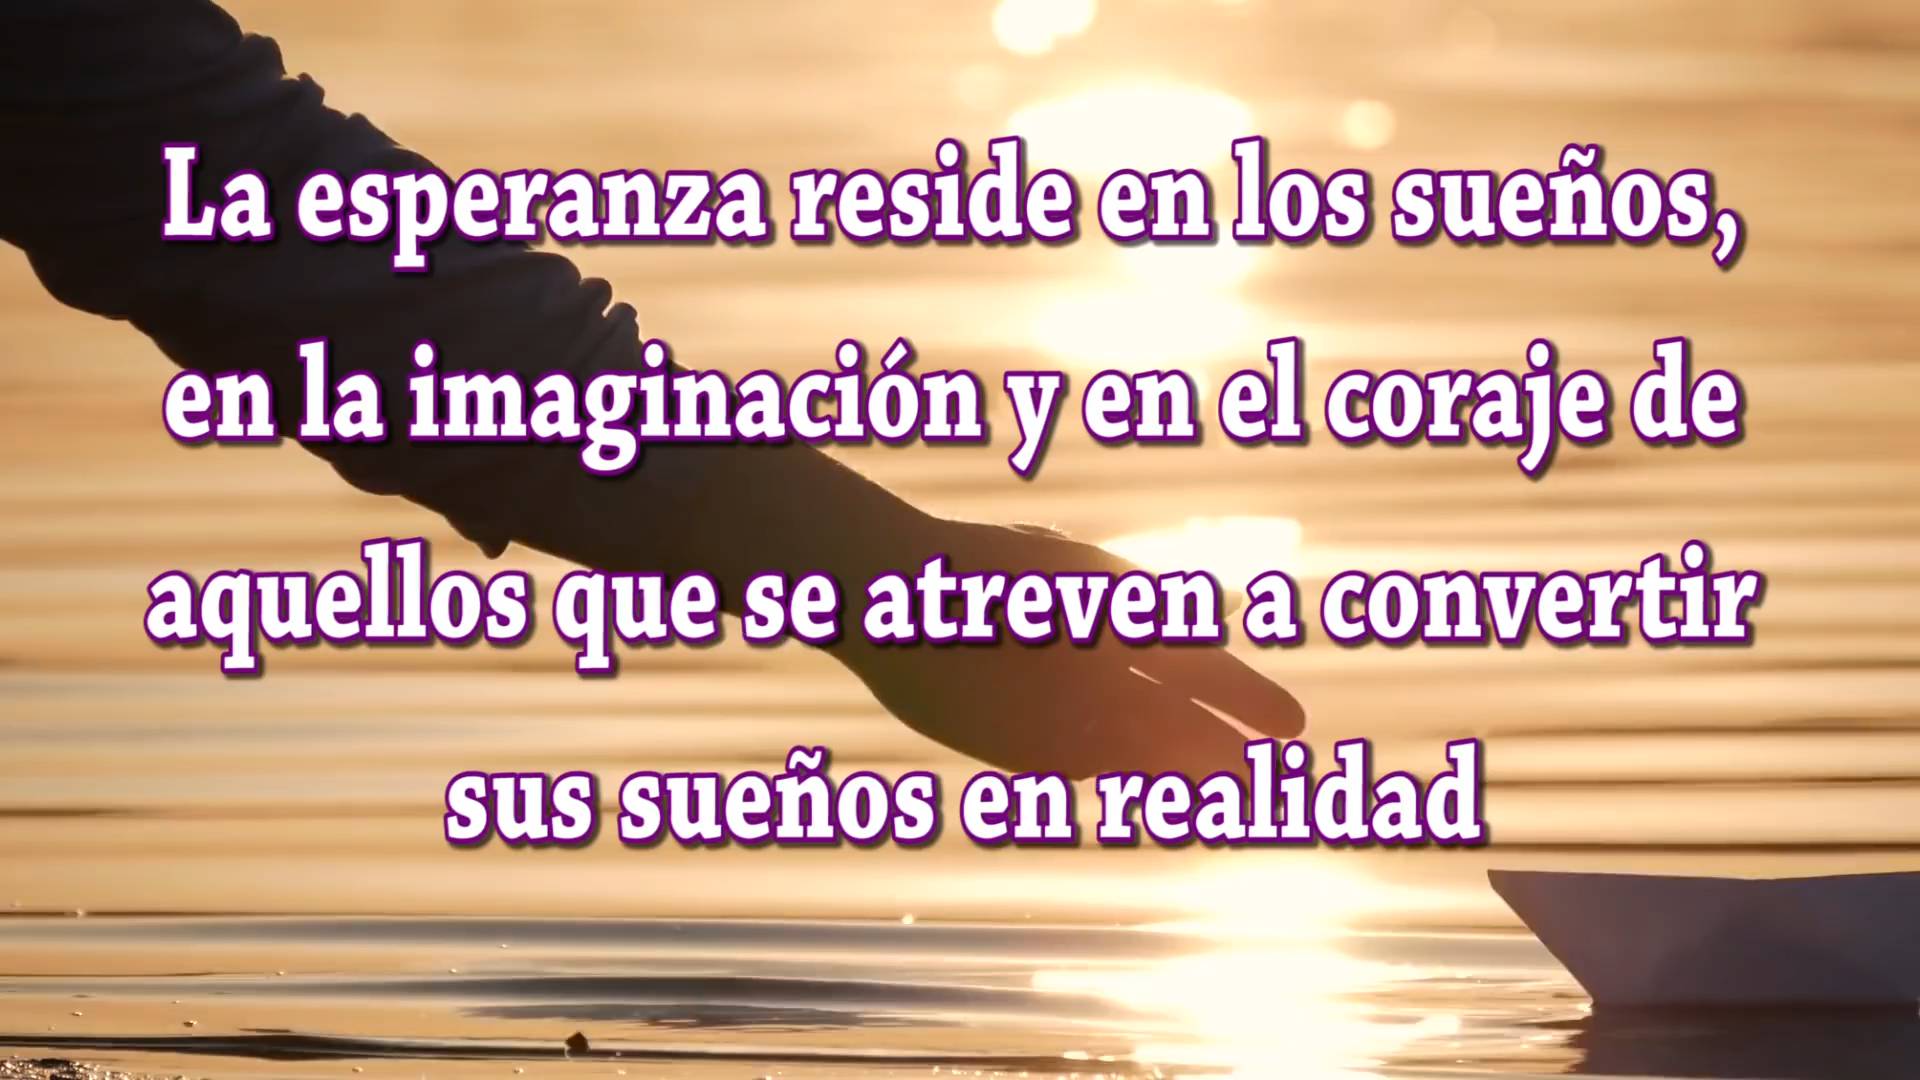 La esperanza reside en los sueños,
en la imaginación y en el coraje de
aquellos que se atreven a convertir
sus sueños en realidad